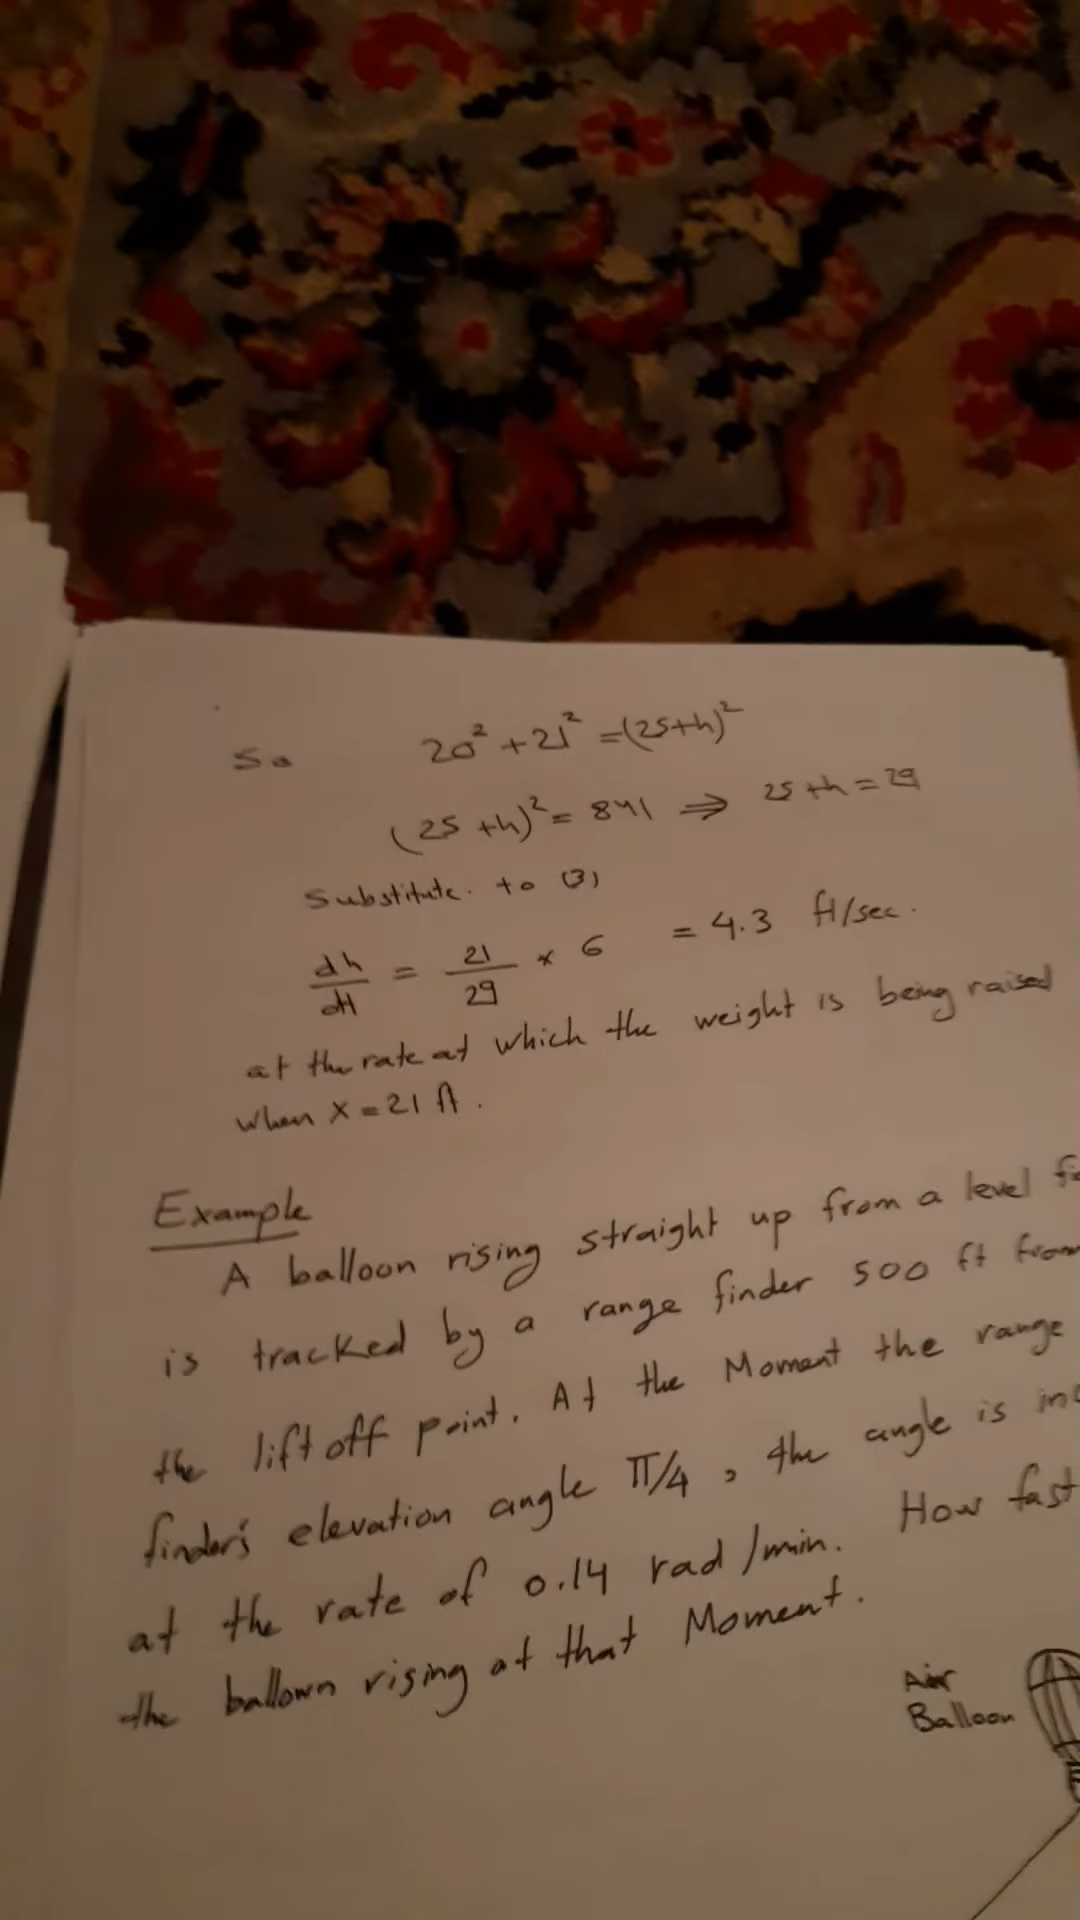 So 20² + 21² = (25+h)²
(25 + h)² = 841 ⇒ 25 + h = 29
Substitute. to (3)
dh/dt = 21/29 × 6 = 4.3 ft/sec.
at the rate at which the weight is being raised
when x = 21 ft.
Example
A balloon rising straight up from a level fi
is tracked by a range finder 500 ft from
the lift off point. At the Moment the range
finder's elevation angle π/4, the angle is inc
at the rate of 0.14 rad/min. How fast
the ballown rising at that Moment.
Air
Balloon